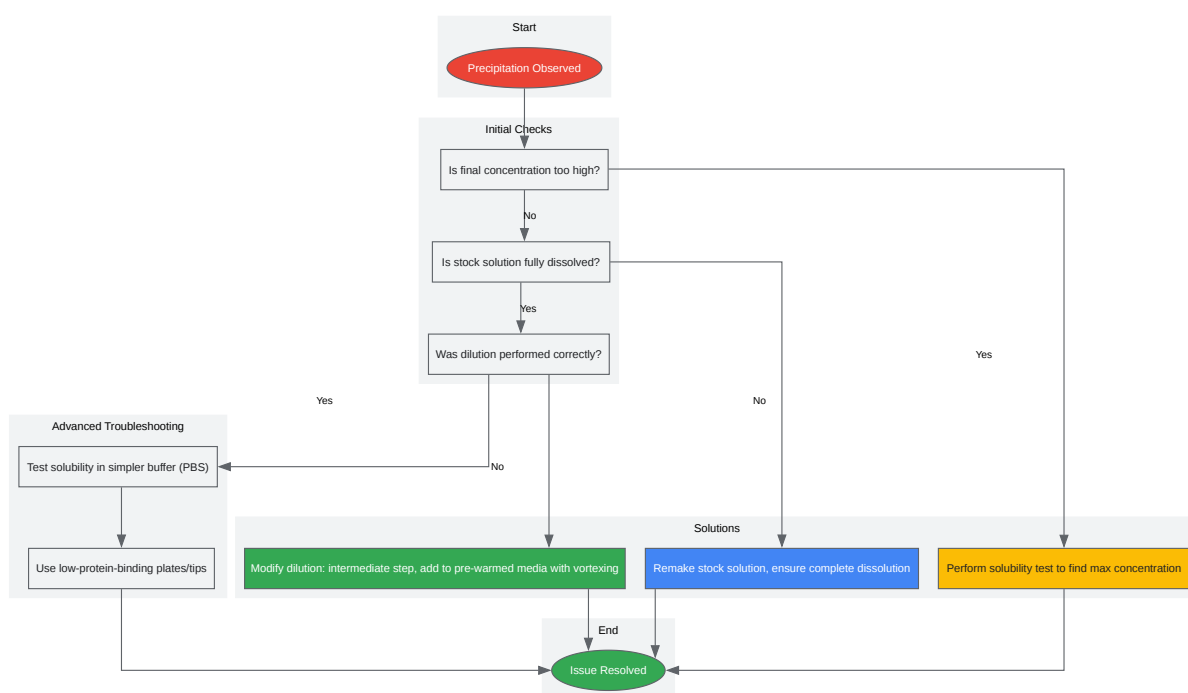 Start
Precipitation Observed
Initial Checks
Is final concentration too high?
No
Is stock solution fully dissolved?
Yes
Was dilution performed correctly?
Yes
Yes
No
Advanced Troubleshooting
Test solubility in simpler buffer (PBS)
No
Solutions
Use low-protein-binding plates/tips
Modify dilution: intermediate step, add to pre-warmed media with vortexing
Remake stock solution, ensure complete dissolution
Perform solubility test to find max concentration
End
Issue Resolved